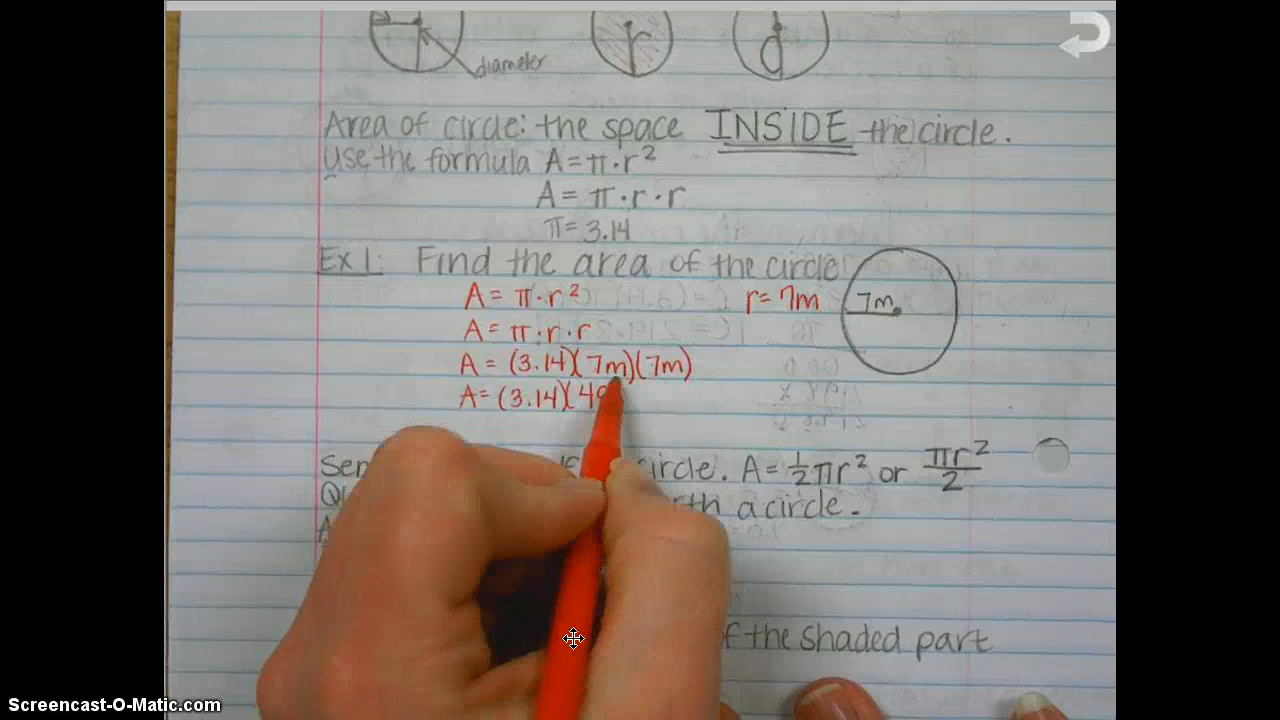 r
d
diameter
Area of circle: the space INSIDE the circle.
Use the formula A = π · r²
A = π · r · r
π = 3.14
Ex 1: Find the area of the circle
A = π · r² r = 7m 7m
A = π · r · r
A = (3.14)(7m)(7m)
A = (3.14)(49
circle. A = ½πr² or πr²/2
a circle.
of the shaded part
Screencast-O-Matic.com